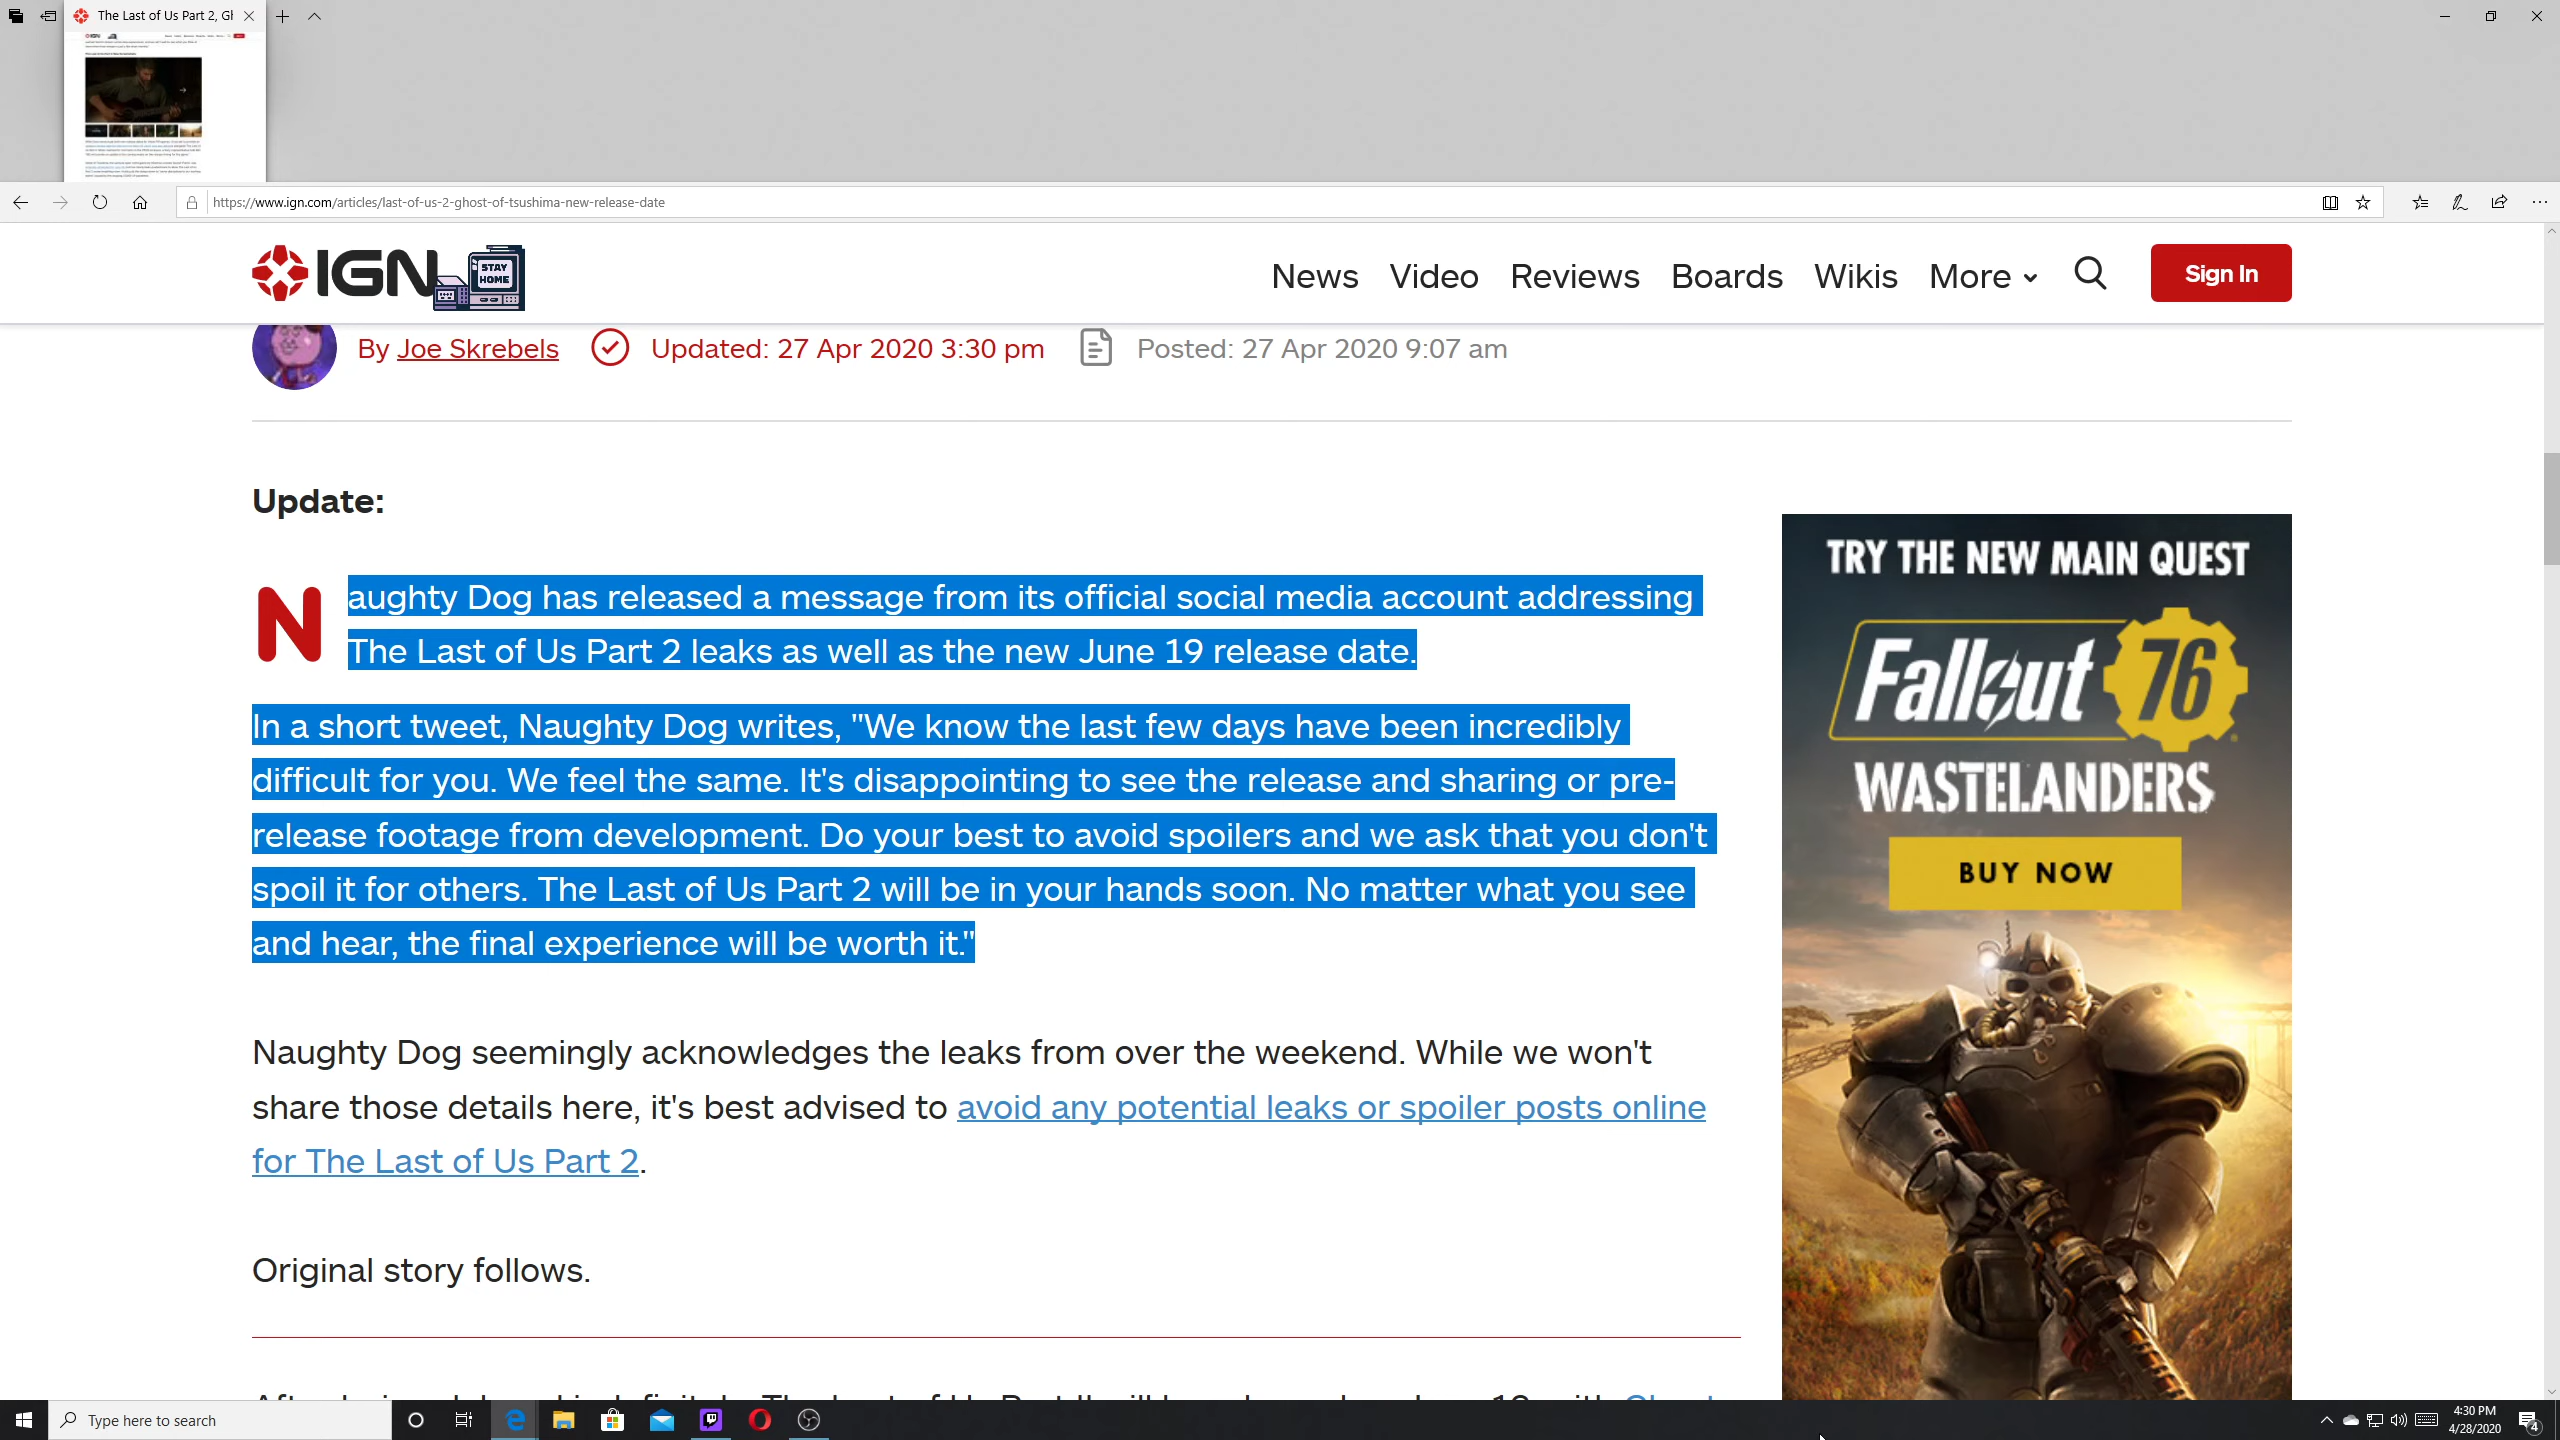 The Last of Us Part 2, Gh
https://www.ign.com/articles/last-of-us-2-ghost-of-tsushima-new-release-date
IGN
STAY
HOME
News Video Reviews Boards Wikis More
Sign In
By Joe Skrebels Updated: 27 Apr 2020 3:30 pm Posted: 27 Apr 2020 9:07 am
Update:
Naughty Dog has released a message from its official social media account addressing
The Last of Us Part 2 leaks as well as the new June 19 release date.
In a short tweet, Naughty Dog writes, "We know the last few days have been incredibly
difficult for you. We feel the same. It's disappointing to see the release and sharing or pre-
release footage from development. Do your best to avoid spoilers and we ask that you don't
spoil it for others. The Last of Us Part 2 will be in your hands soon. No matter what you see
and hear, the final experience will be worth it."
Naughty Dog seemingly acknowledges the leaks from over the weekend. While we won't
share those details here, it's best advised to avoid any potential leaks or spoiler posts online
for The Last of Us Part 2.
Original story follows.
TRY THE NEW MAIN QUEST
Fallout 76
WASTELANDERS
BUY NOW
Type here to search
4:30 PM
4/28/2020
4